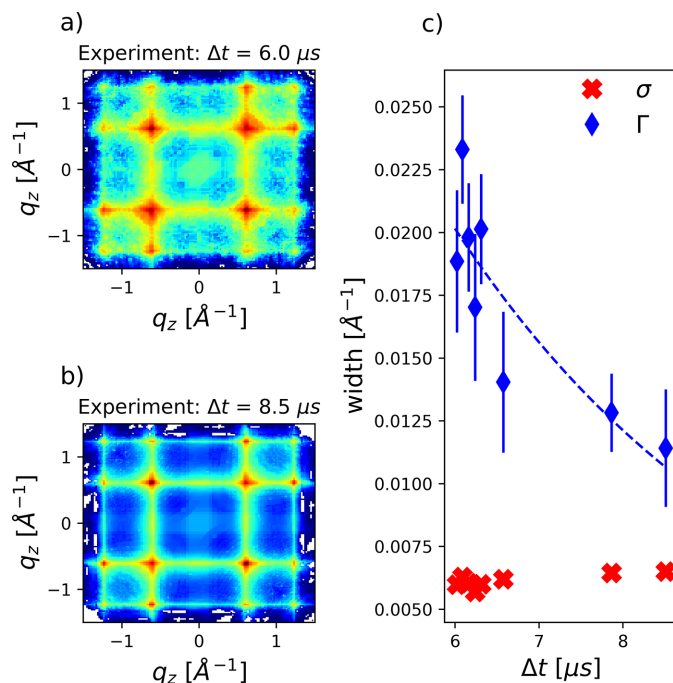 a)
Experiment: Δt = 6.0 μs
q_z [Å⁻¹]
1
0
−1
−1
0
1
q_z [Å⁻¹]
b)
Experiment: Δt = 8.5 μs
q_z [Å⁻¹]
1
0
−1
−1
0
1
q_z [Å⁻¹]
c)
σ
Γ
width [Å⁻¹]
0.0250
0.0225
0.0200
0.0175
0.0150
0.0125
0.0100
0.0075
0.0050
6
7
8
Δt [μs]